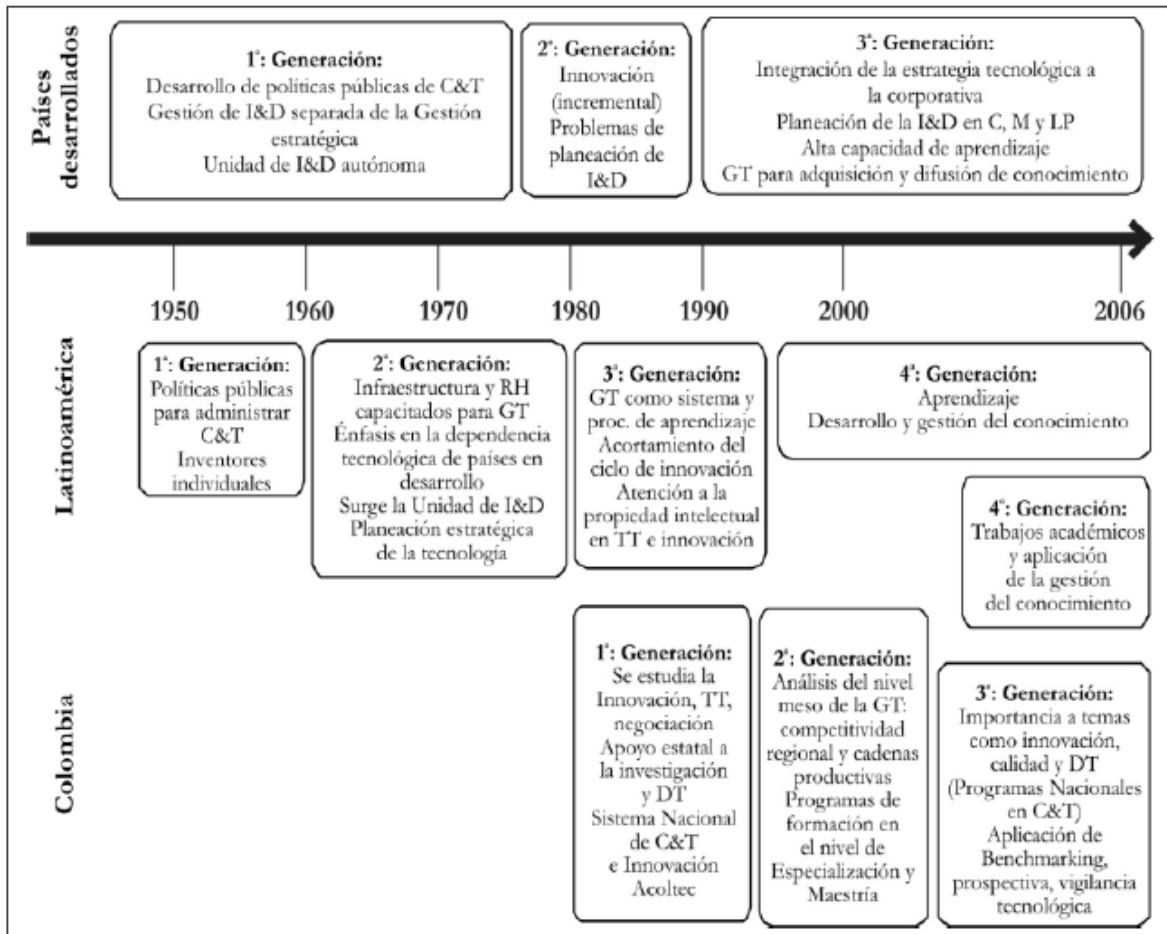 Países
desarrollados
1ª: Generación:
Desarrollo de políticas públicas de C&T
Gestión de I&D separada de la Gestión
estratégica
Unidad de I&D autónoma
2ª: Generación:
Innovación
(incremental)
Problemas de
planeación de
I&D
3ª: Generación:
Integración de la estrategia tecnológica a
la corporativa
Planeación de la I&D en C, M y LP
Alta capacidad de aprendizaje
GT para adquisición y difusión de conocimiento
1950 1960 1970 1980 1990 2000 2006
Latinoamérica
1ª: Generación:
Políticas públicas
para administrar
C&T
Inventores
individuales
2ª: Generación:
Infraestructura y RH
capacitados para GT
Énfasis en la dependencia
tecnológica de países en
desarrollo
Surge la Unidad de I&D
Planeación estratégica
de la tecnología
3ª: Generación:
GT como sistema y
proc. de aprendizaje
Acortamiento del
ciclo de innovación
Atención a la
propiedad intelectual
en TT e innovación
4ª: Generación:
Aprendizaje
Desarrollo y gestión del conocimiento
4ª: Generación:
Trabajos académicos
y aplicación
de la gestión
del conocimiento
Colombia
1ª: Generación:
Se estudia la
Innovación, TT,
negociación
Apoyo estatal a
la investigación
y DT
Sistema Nacional
de C&T
e Innovación
Acoltec
2ª: Generación:
Análisis del nivel
meso de la GT:
competitividad
regional y cadenas
productivas
Programas de
formación en
el nivel de
Especialización y
Maestría
3ª: Generación:
Importancia a temas
como innovación,
calidad y DT
(Programas Nacionales
en C&T)
Aplicación de
Benchmarking,
prospectiva, vigilancia
tecnológica